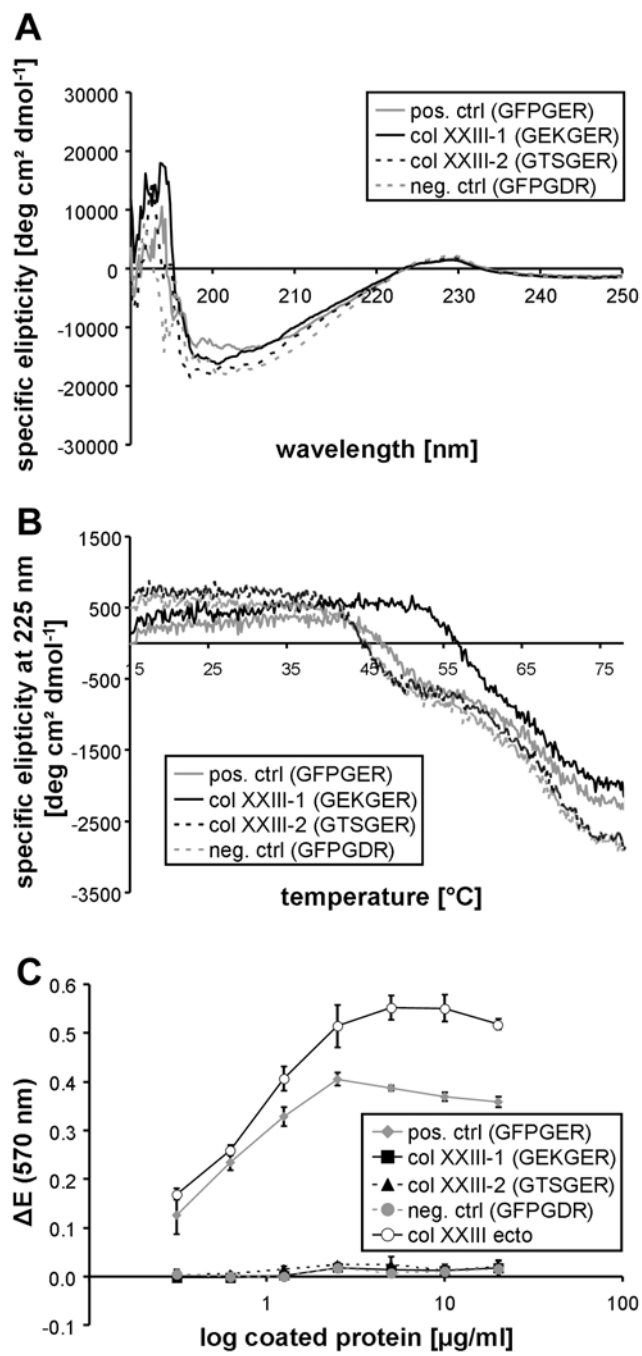 A
specific elipticity [deg cm² dmol⁻¹]
30000
20000
10000
0
-10000
-20000
-30000
200
210
220
230
240
250
pos. ctrl (GFPGER)
col XXIII-1 (GEKGER)
col XXIII-2 (GTSGER)
neg. ctrl (GFPGDR)
wavelength [nm]
B
specific elipticity at 225 nm
[deg cm² dmol⁻¹]
1500
500
-500
-1500
-2500
-3500
15
25
35
45
55
65
75
pos. ctrl (GFPGER)
col XXIII-1 (GEKGER)
col XXIII-2 (GTSGER)
neg. ctrl (GFPGDR)
temperature [°C]
C
ΔE (570 nm)
0.6
0.5
0.4
0.3
0.2
0.1
0.0
-0.1
1
10
100
pos. ctrl (GFPGER)
col XXIII-1 (GEKGER)
col XXIII-2 (GTSGER)
neg. ctrl (GFPGDR)
col XXIII ecto
log coated protein [µg/ml]